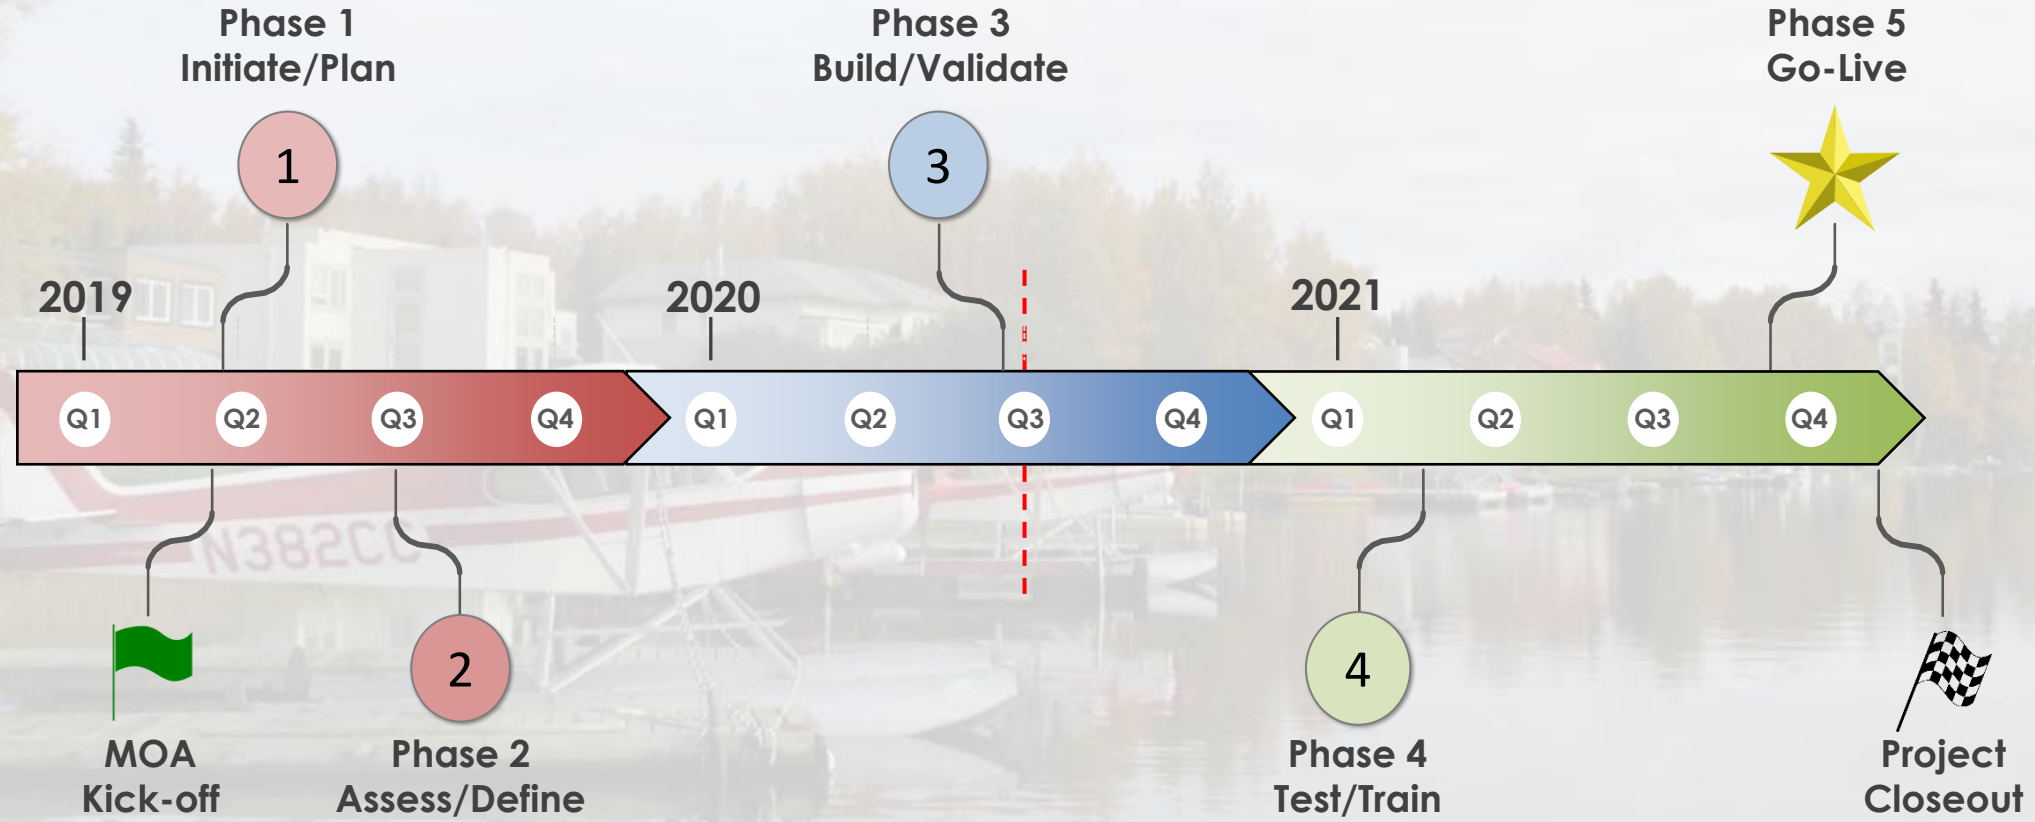 Phase 1
Initiate/Plan
Phase 3
Build/Validate
Phase 5
Go-Live
1
3
2019
2020
2021
Q1 Q2 Q3 Q4 Q1 Q2 Q3 Q4 Q1 Q2 Q3 Q4
N382CC
2
4
MOA
Kick-off
Phase 2
Assess/Define
Phase 4
Test/Train
Project
Closeout